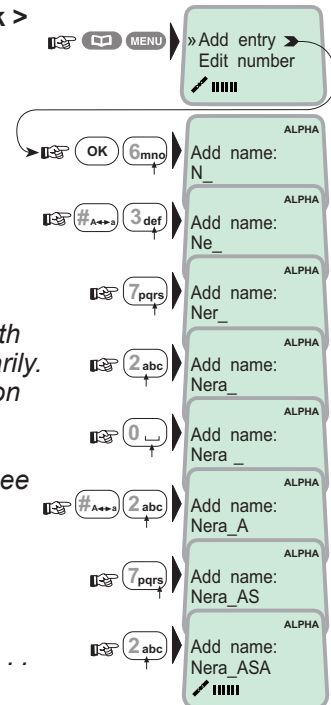 k >
MENU
»Add entry
Edit number
ALPHA
OK 6mno
Add name:
N_
ALPHA
#A a 3def
Add name:
Ne_
ALPHA
7pqrs
Add name:
Ner_
th
arily.
on
ALPHA
2abc
Add name:
Nera_
ALPHA
0
Add name:
Nera _
ee
ALPHA
#A a 2abc
Add name:
Nera_A
ALPHA
7pqrs
Add name:
Nera_AS
ALPHA
2abc
Add name:
Nera_ASA
. .